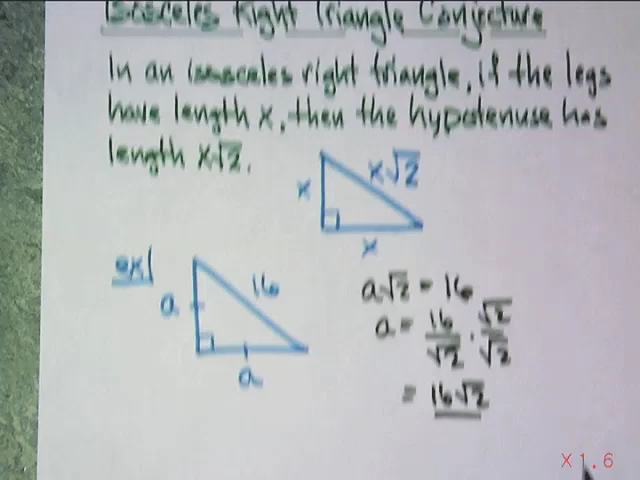 Isosceles Right Triangle Conjecture
In an isosceles right triangle, if the legs
have length x, then the hypotenuse has
length x√2.
x
x√2
x
ex1
a
16
a
a√2 = 16
a = 16/√2 · √2/√2
= 16√2
X1.6